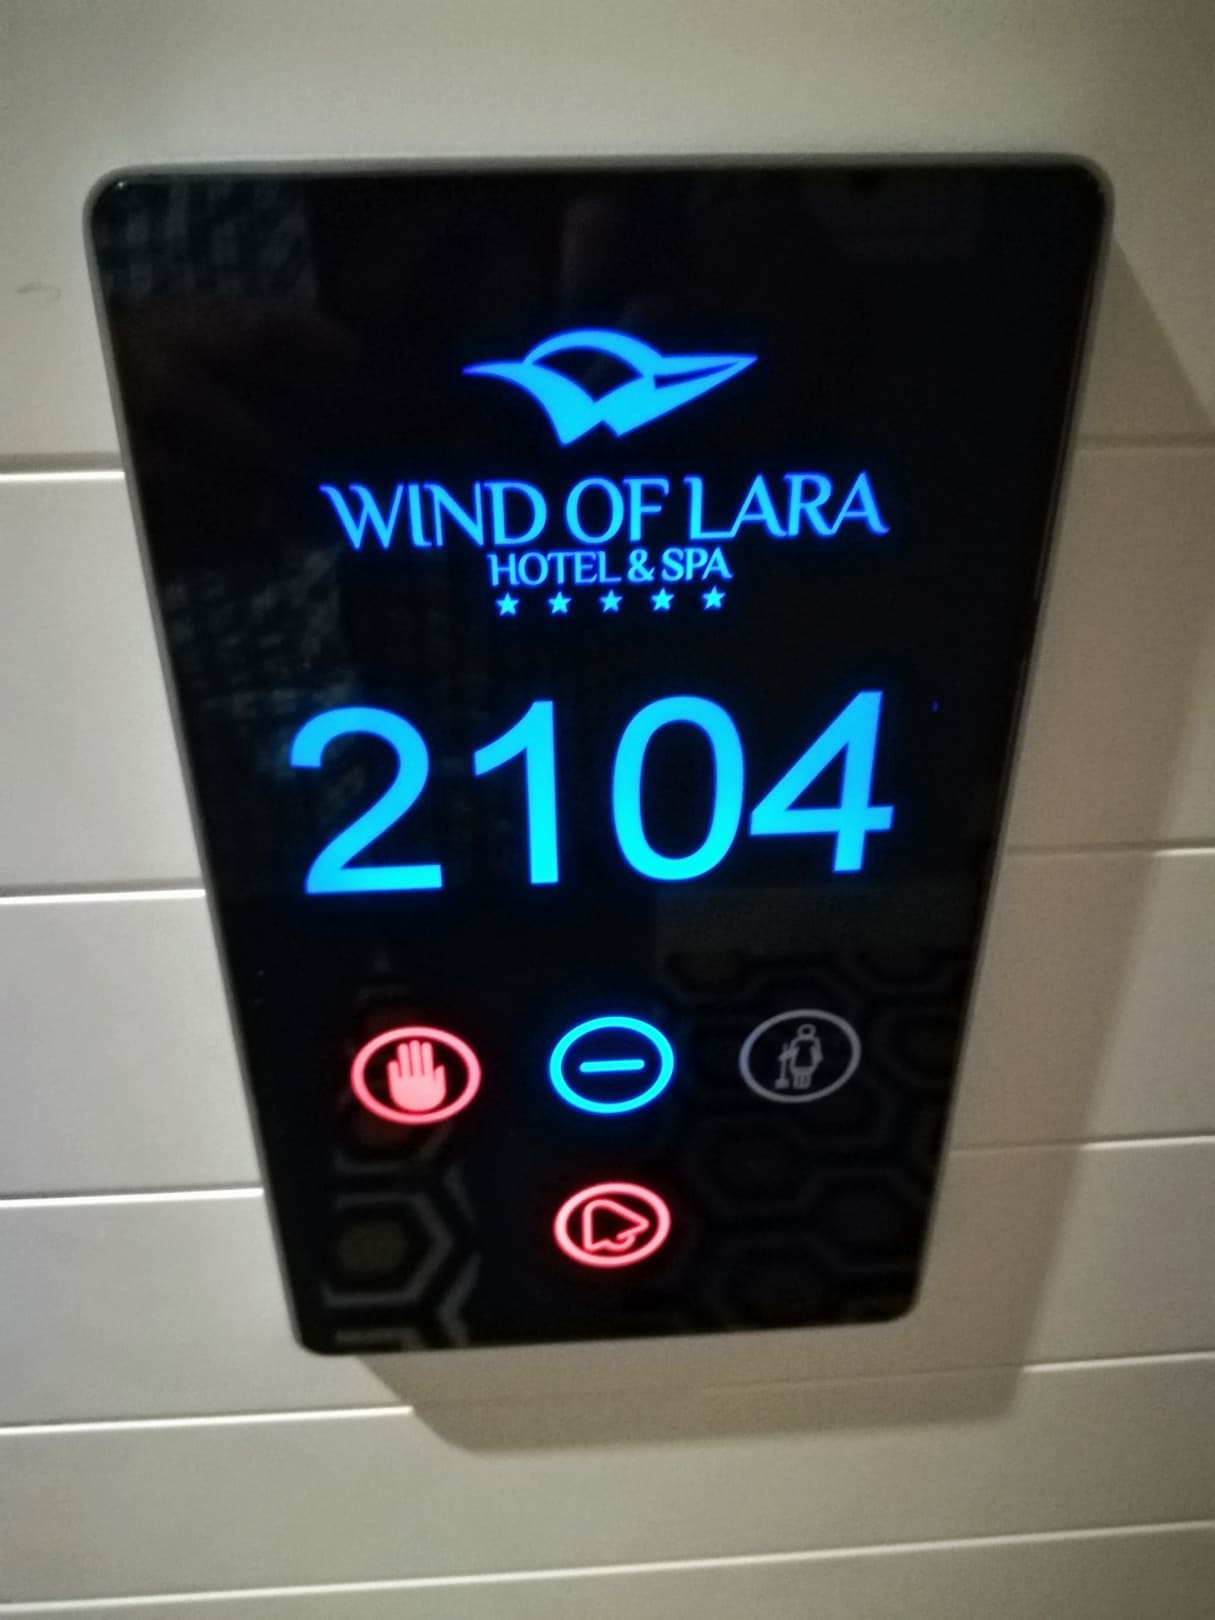 WIND OF LARA
HOTEL & SPA
2104